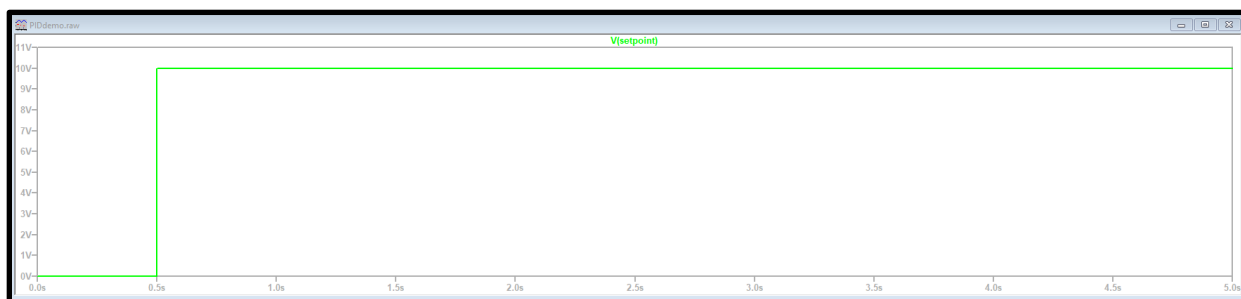 PIDdemo.raw
V(setpoint)
11V
10V
9V
8V
7V
6V
5V
4V
3V
2V
1V
0V
0.0s 0.5s 1.0s 1.5s 2.0s 2.5s 3.0s 3.5s 4.0s 4.5s 5.0s